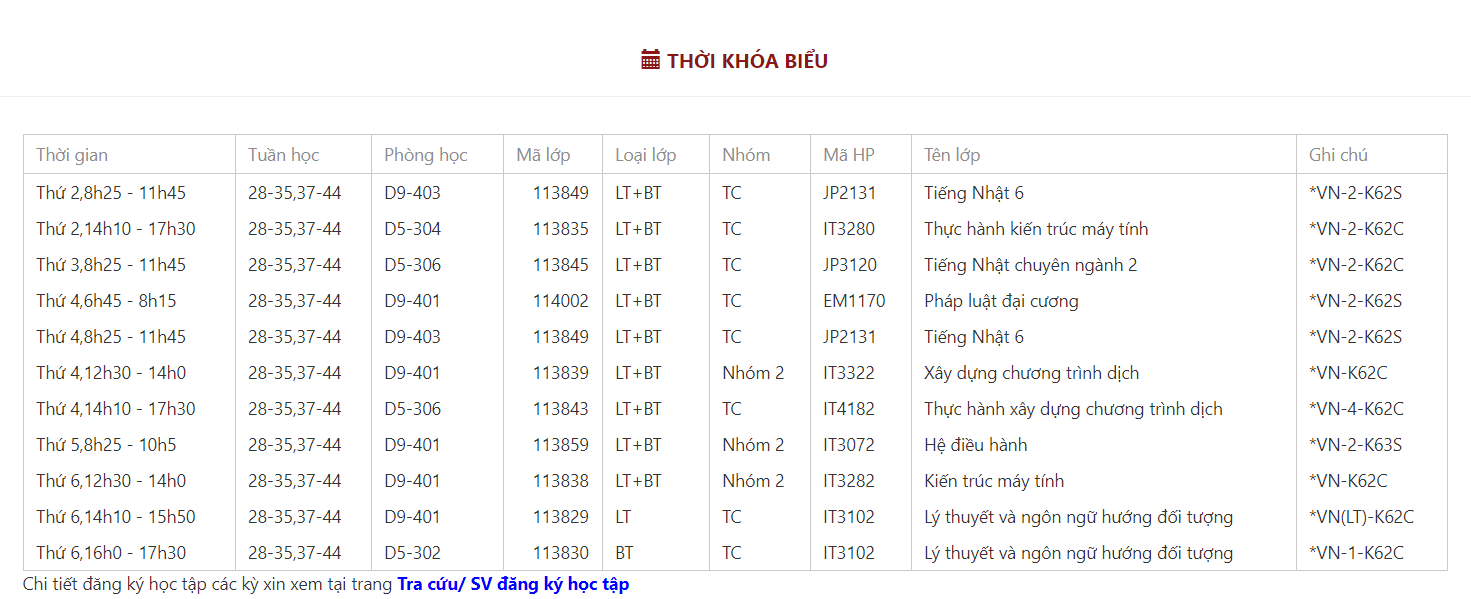 THỜI KHÓA BIỂU
Thời gian Tuần học Phòng học Mã lớp Loại lớp Nhóm Mã HP Tên lớp Ghi chú
Thứ 2,8h25 - 11h45 28-35,37-44 D9-403 113849 LT+BT TC JP2131 Tiếng Nhật 6 *VN-2-K62S
Thứ 2,14h10 - 17h30 28-35,37-44 D5-304 113835 LT+BT TC IT3280 Thực hành kiến trúc máy tính *VN-2-K62C
Thứ 3,8h25 - 11h45 28-35,37-44 D5-306 113845 LT+BT TC JP3120 Tiếng Nhật chuyên ngành 2 *VN-2-K62C
Thứ 4,6h45 - 8h15 28-35,37-44 D9-401 114002 LT+BT TC EM1170 Pháp luật đại cương *VN-2-K62S
Thứ 4,8h25 - 11h45 28-35,37-44 D9-403 113849 LT+BT TC JP2131 Tiếng Nhật 6 *VN-2-K62S
Thứ 4,12h30 - 14h0 28-35,37-44 D9-401 113839 LT+BT Nhóm 2 IT3322 Xây dựng chương trình dịch *VN-K62C
Thứ 4,14h10 - 17h30 28-35,37-44 D5-306 113843 LT+BT TC IT4182 Thực hành xây dựng chương trình dịch *VN-4-K62C
Thứ 5,8h25 - 10h5 28-35,37-44 D9-401 113859 LT+BT Nhóm 2 IT3072 Hệ điều hành *VN-2-K63S
Thứ 6,12h30 - 14h0 28-35,37-44 D9-401 113838 LT+BT Nhóm 2 IT3282 Kiến trúc máy tính *VN-K62C
Thứ 6,14h10 - 15h50 28-35,37-44 D9-401 113829 LT TC IT3102 Lý thuyết và ngôn ngữ hướng đối tượng *VN(LT)-K62C
Thứ 6,16h0 - 17h30 28-35,37-44 D5-302 113830 BT TC IT3102 Lý thuyết và ngôn ngữ hướng đối tượng *VN-1-K62C
Chi tiết đăng ký học tập các kỳ xin xem tại trang Tra cứu/ SV đăng ký học tập